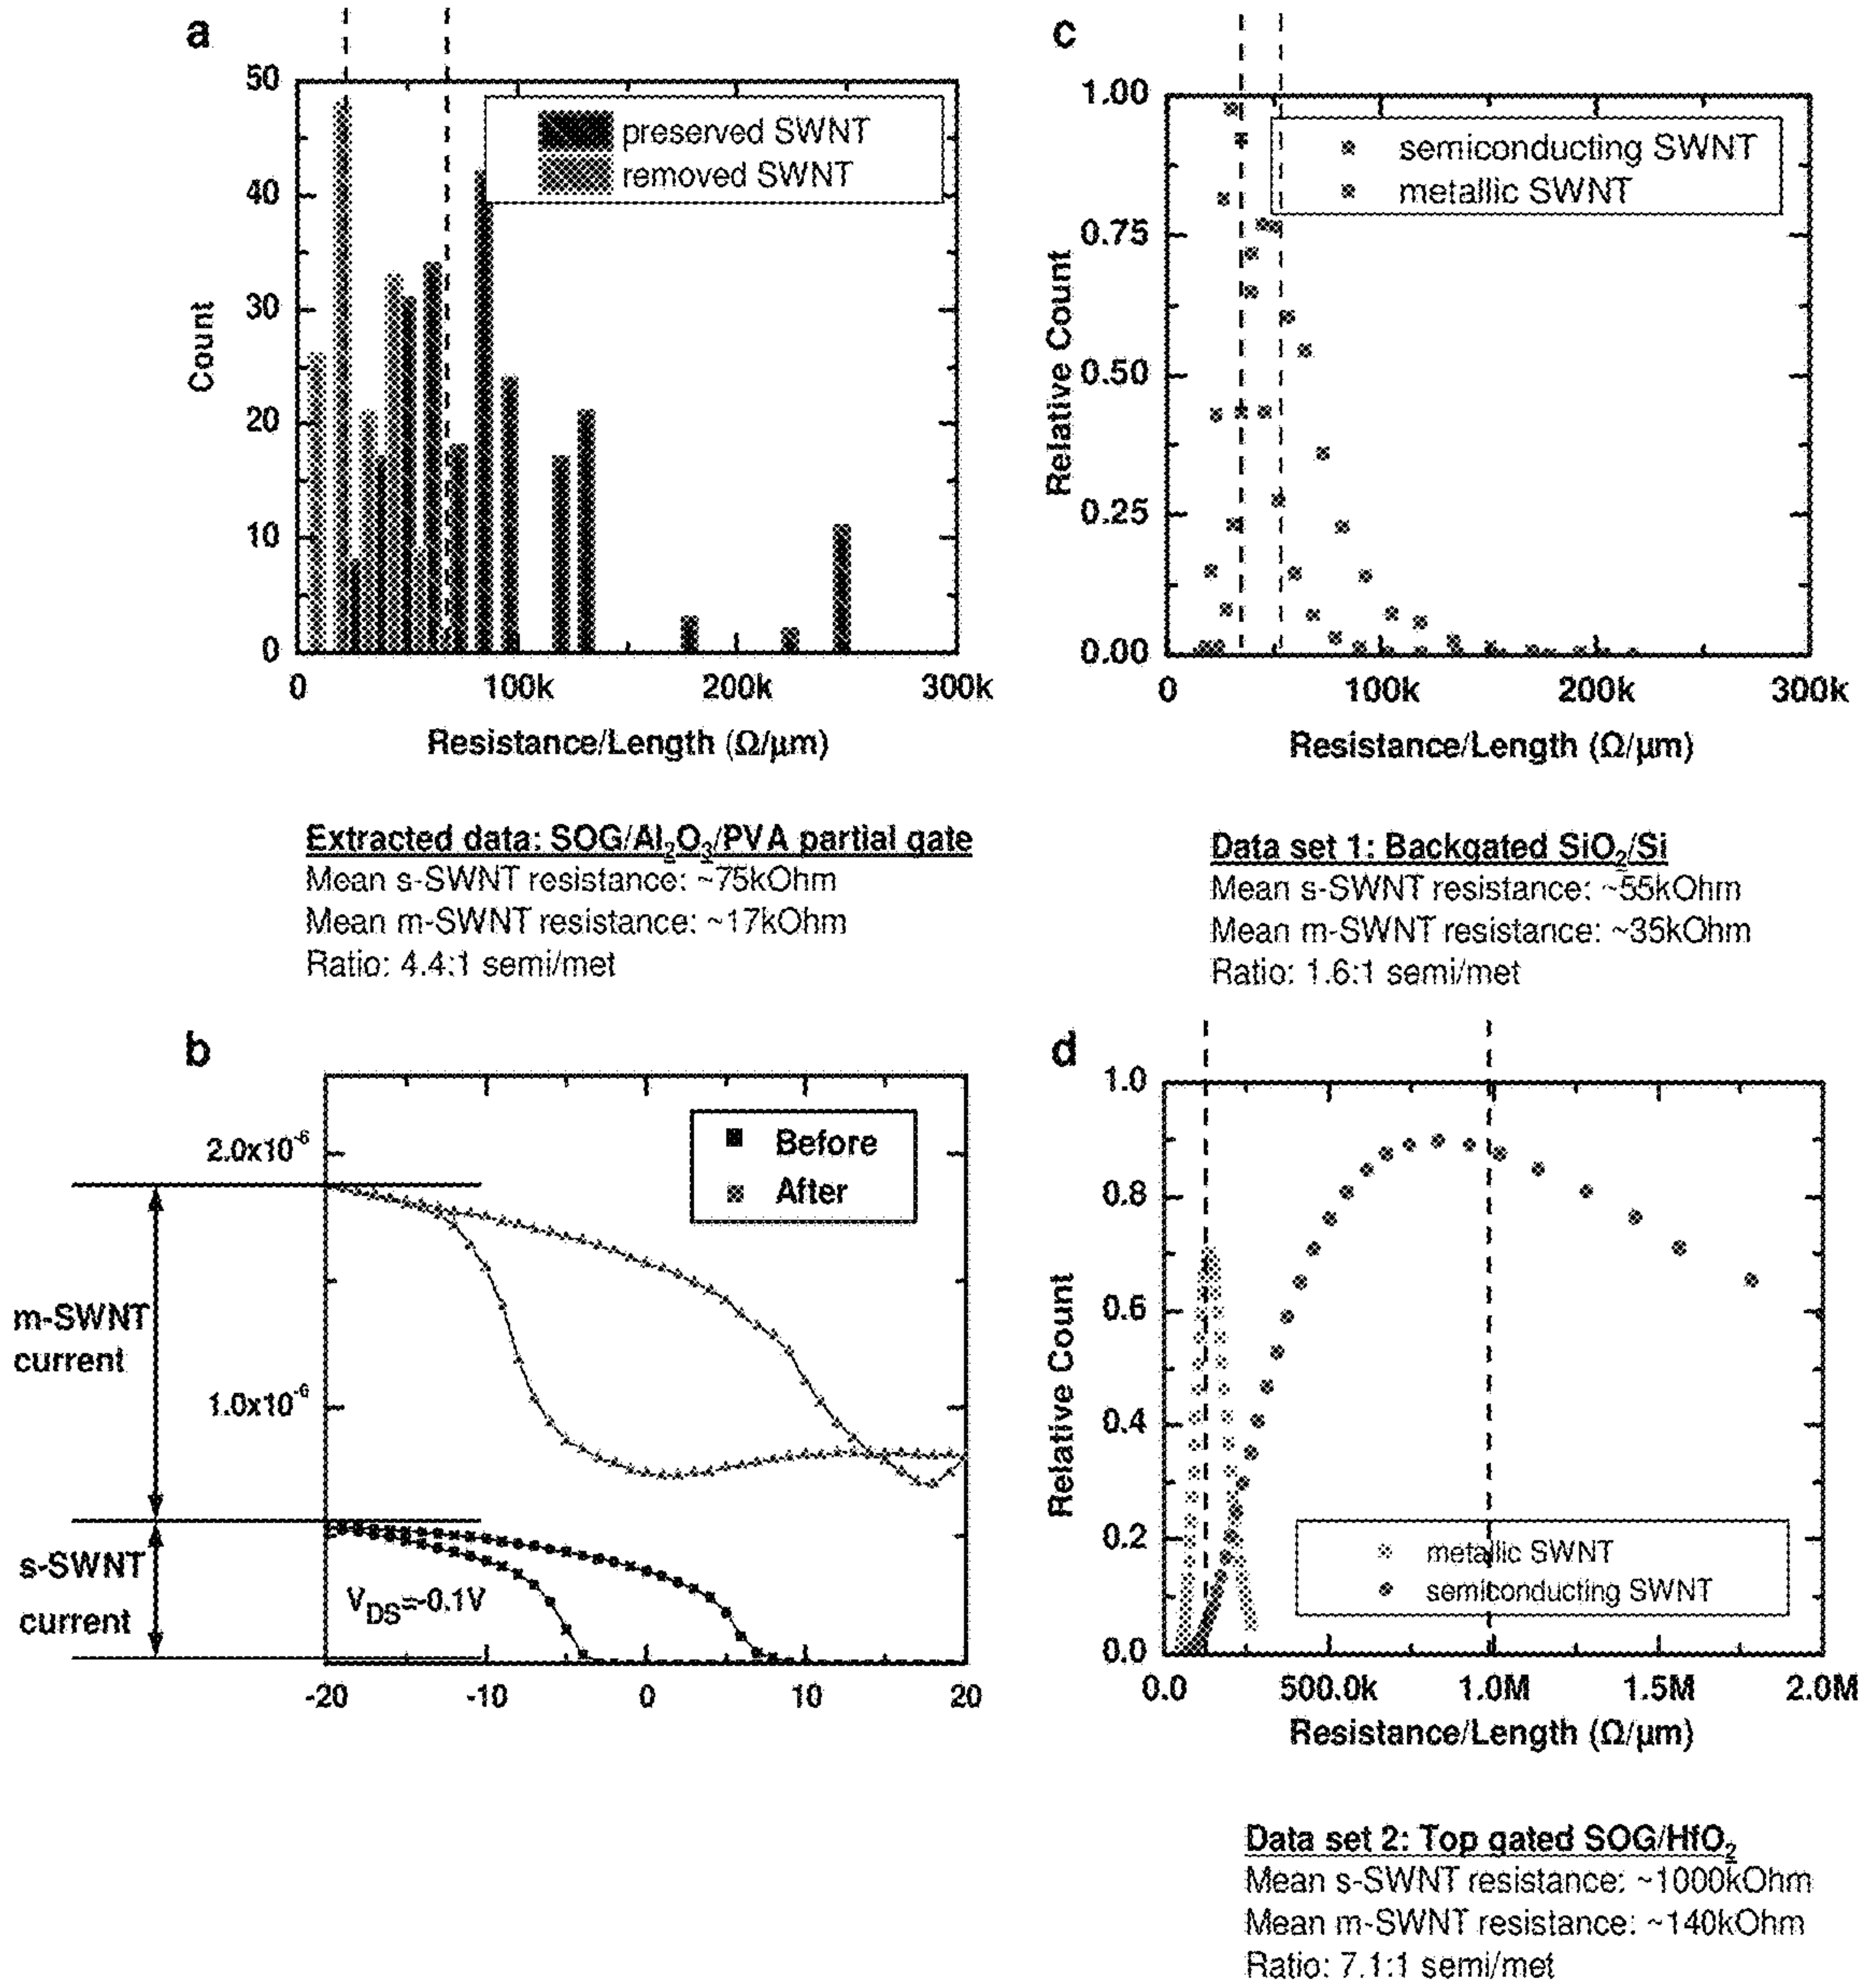 a
50
40
30
20
10
0
Count
preserved SWNT
removed SWNT
0 100k 200k 300k
Resistance/Length (Ω/μm)
Extracted data: SOG/Al2O3/PVA partial gate
Mean s-SWNT resistance: ~75kOhm
Mean m-SWNT resistance: ~17kOhm
Ratio: 4.4:1 semi/met
c
1.00
0.75
0.50
0.25
0.00
Relative Count
semiconducting SWNT
metallic SWNT
0 100k 200k 300k
Resistance/Length (Ω/μm)
Data set 1: Backgated SiO2/Si
Mean s-SWNT resistance: ~55kOhm
Mean m-SWNT resistance: ~35kOhm
Ratio: 1.6:1 semi/met
b
2.0x10-6
1.0x10-6
m-SWNT
current
s-SWNT
current
Before
After
VDS=-0.1V
-20 -10 0 10 20
d
1.0
0.8
0.6
0.4
0.2
0.0
Relative Count
metallic SWNT
semiconducting SWNT
0.0 500.0k 1.0M 1.5M 2.0M
Resistance/Length (Ω/μm)
Data set 2: Top gated SOG/HfO2
Mean s-SWNT resistance: ~1000kOhm
Mean m-SWNT resistance: ~140kOhm
Ratio: 7.1:1 semi/met